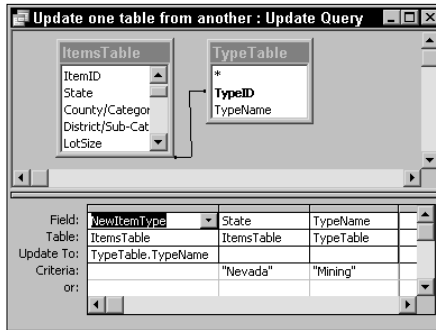 Update one table from another : Update Query
ItemsTable
ItemID
State
County/Categor
District/Sub-Cat
LotSize
TypeTable
*
TypeID
TypeName
Field: NewItemType State TypeName
Table: ItemsTable ItemsTable TypeTable
Update To: TypeTable.TypeName
Criteria: "Nevada" "Mining"
or: